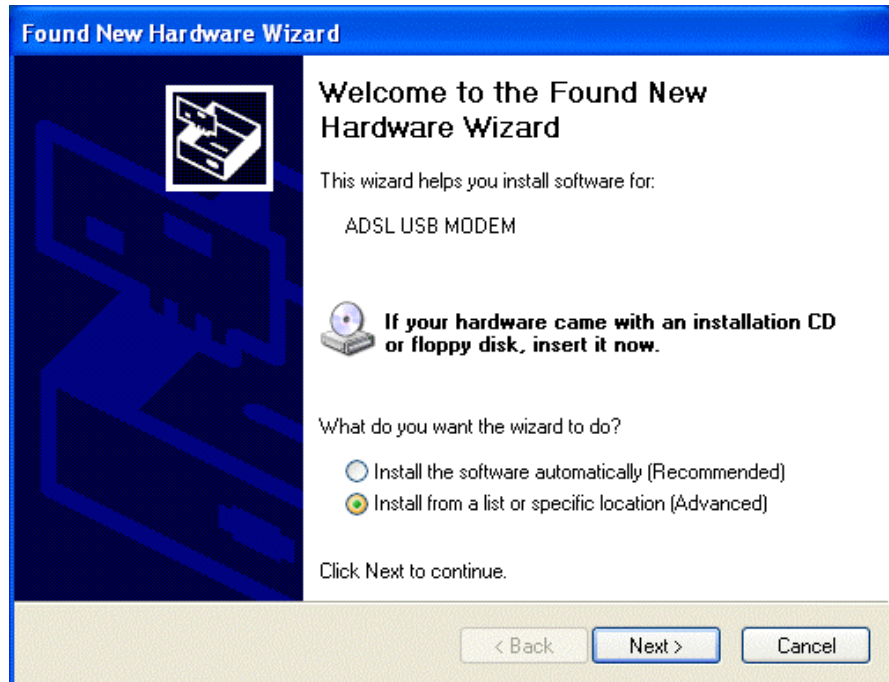 Found New Hardware Wizard
Welcome to the Found New
Hardware Wizard
This wizard helps you install software for:
ADSL USB MODEM
If your hardware came with an installation CD
or floppy disk, insert it now.
What do you want the wizard to do?
Install the software automatically (Recommended)
Install from a list or specific location (Advanced)
Click Next to continue.
< Back Next > Cancel